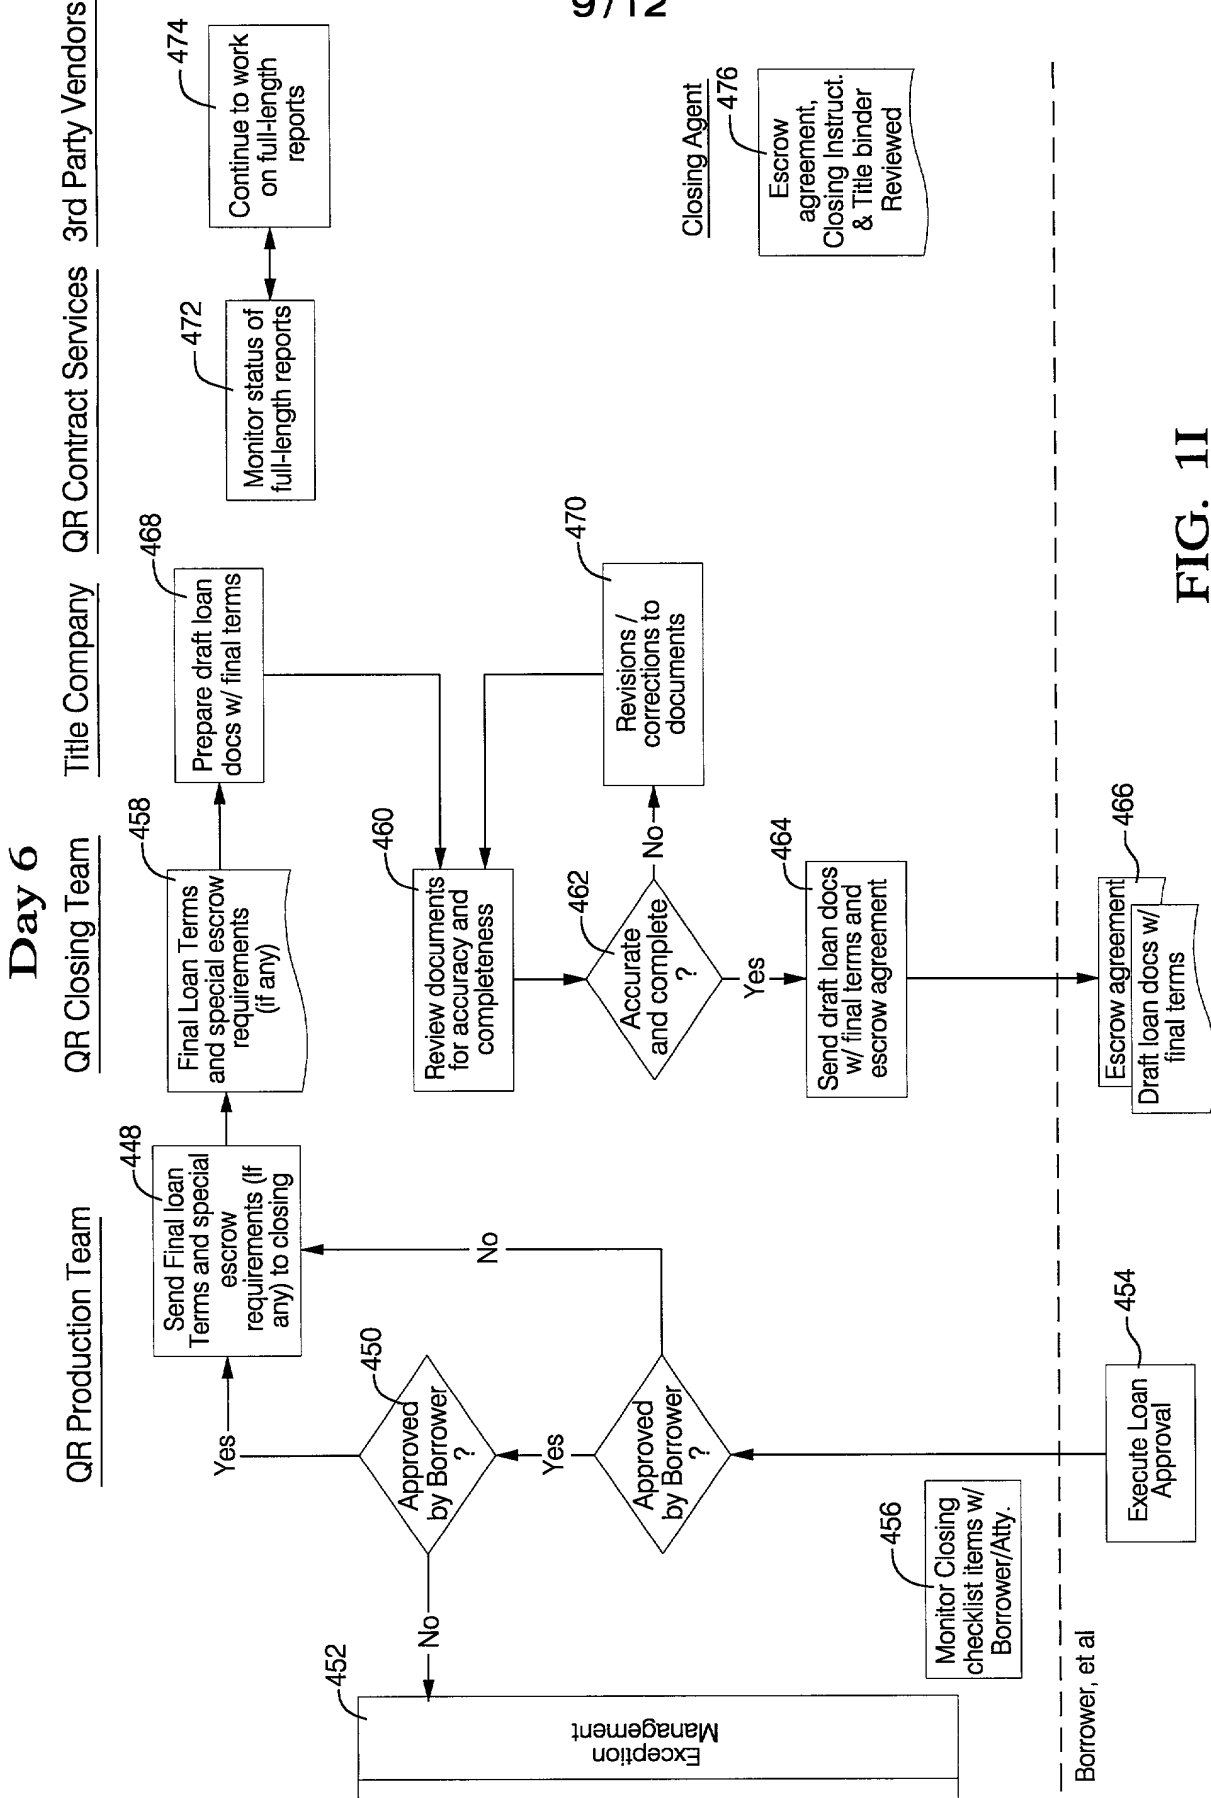 9/12
Day 6
QR Production Team
QR Closing Team
Title Company
QR Contract Services
3rd Party Vendors
448
Send Final loan
Terms and special
escrow
requirements (If
any) to closing
458
Final Loan Terms
and special escrow
requirements
(if any)
468
Prepare draft loan
docs w/ final terms
472
Monitor status of
full-length reports
474
Continue to work
on full-length
reports
Yes
450
Approved
by Borrower
?
No
452
Exception
Management
Yes
No
Approved
by Borrower
?
460
Review documents
for accuracy and
completeness
462
Accurate
and complete
?
No
470
Revisions /
corrections to
documents
Yes
464
Send draft loan docs
w/ final terms and
escrow agreement
Closing Agent
476
Escrow
agreement,
Closing Instruct.
& Title binder
Reviewed
456
Monitor Closing
checklist items w/
Borrower/Atty.
Borrower, et al
454
Execute Loan
Approval
466
Escrow agreement
Draft loan docs w/
final terms
FIG. 1I